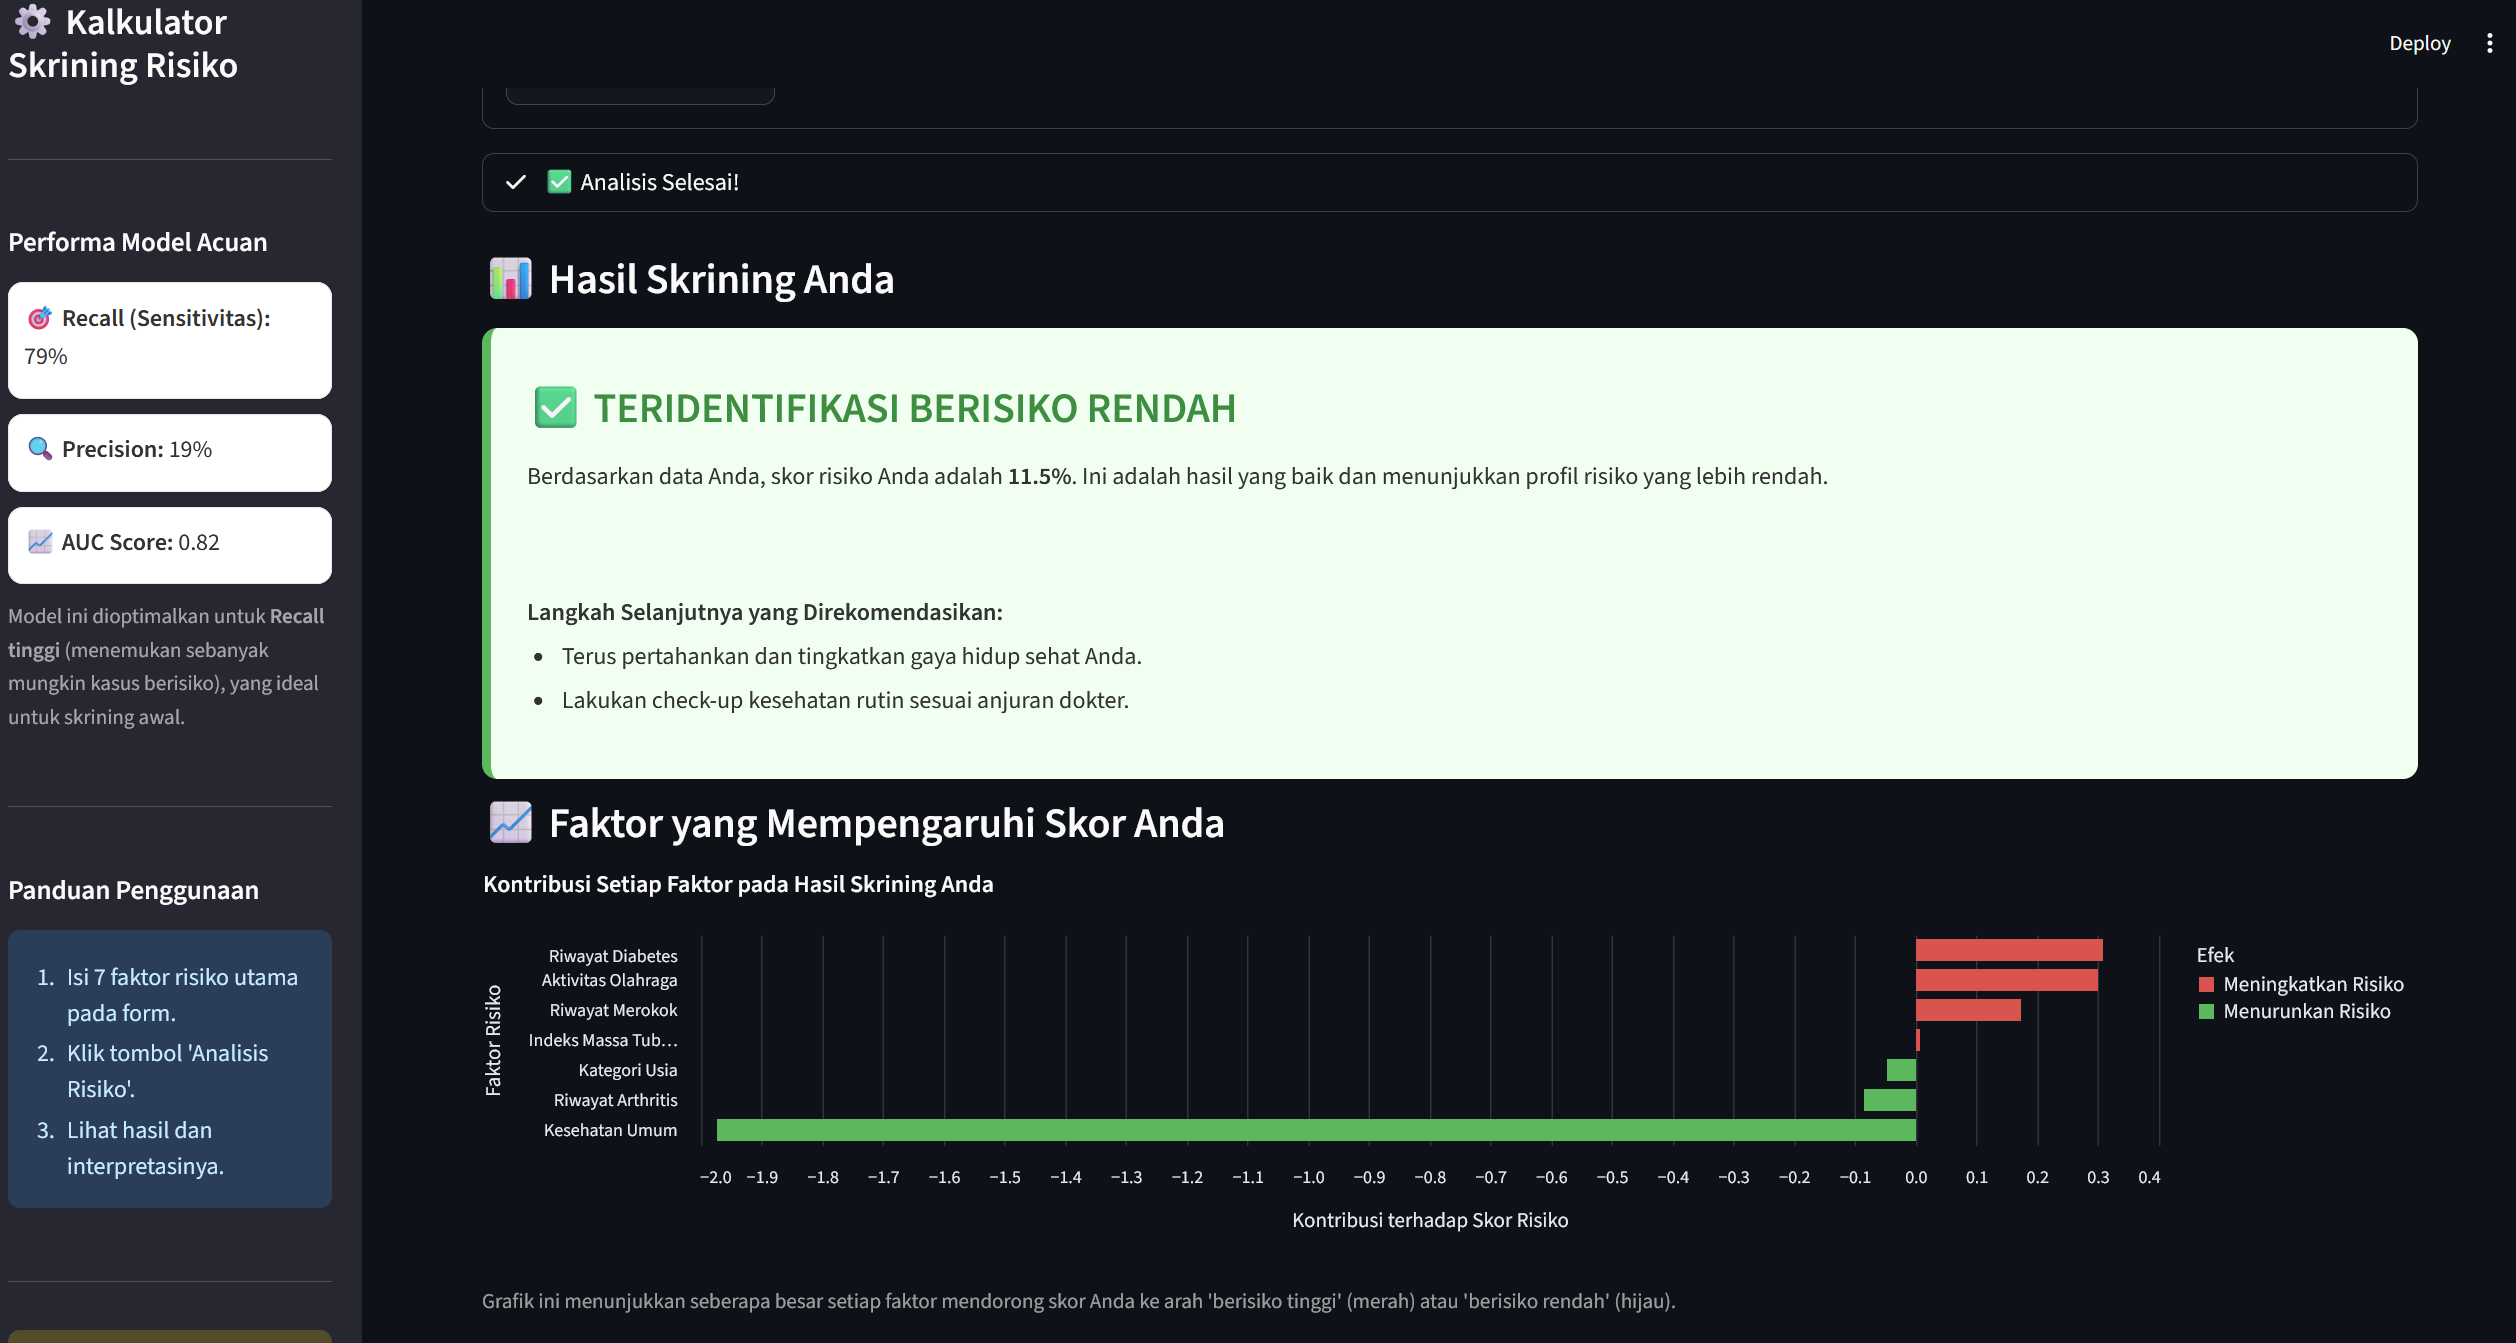 Kalkulator
Skrining Risiko
Performa Model Acuan
Recall (Sensitivitas):
79%
Precision: 19%
AUC Score: 0.82
Model ini dioptimalkan untuk Recall
tinggi (menemukan sebanyak
mungkin kasus berisiko), yang ideal
untuk skrining awal.
Panduan Penggunaan
1. Isi 7 faktor risiko utama
pada form.
2. Klik tombol 'Analisis
Risiko'.
3. Lihat hasil dan
interpretasinya.
Deploy
Analisis Selesai!
Hasil Skrining Anda
TERIDENTIFIKASI BERISIKO RENDAH
Berdasarkan data Anda, skor risiko Anda adalah 11.5%. Ini adalah hasil yang baik dan menunjukkan profil risiko yang lebih rendah.
Langkah Selanjutnya yang Direkomendasikan:
• Terus pertahankan dan tingkatkan gaya hidup sehat Anda.
• Lakukan check-up kesehatan rutin sesuai anjuran dokter.
Faktor yang Mempengaruhi Skor Anda
Kontribusi Setiap Faktor pada Hasil Skrining Anda
Faktor Risiko
Riwayat Diabetes
Aktivitas Olahraga
Riwayat Merokok
Indeks Massa Tub…
Kategori Usia
Riwayat Arthritis
Kesehatan Umum
−2.0 −1.9 −1.8 −1.7 −1.6 −1.5 −1.4 −1.3 −1.2 −1.1 −1.0 −0.9 −0.8 −0.7 −0.6 −0.5 −0.4 −0.3 −0.2 −0.1 0.0 0.1 0.2 0.3 0.4
Kontribusi terhadap Skor Risiko
Efek
Meningkatkan Risiko
Menurunkan Risiko
Grafik ini menunjukkan seberapa besar setiap faktor mendorong skor Anda ke arah 'berisiko tinggi' (merah) atau 'berisiko rendah' (hijau).